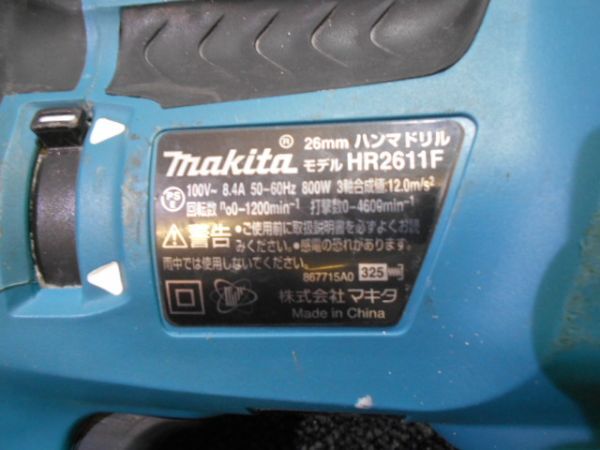 makita® 26mm ハンマドリル
モデル HR2611F
100V~ 8.4A 50-60Hz 800W 3軸合成値:12.0m/s²
回転数 n₀0-1200min⁻¹ 打撃数0-4600min⁻¹
⚠警告 •ご使用前に取扱説明書を必ずよくお読
みください。•感電の恐れがあります。
雨中では使用しないでください。
867715A0 325
株式会社マキタ
Made in China